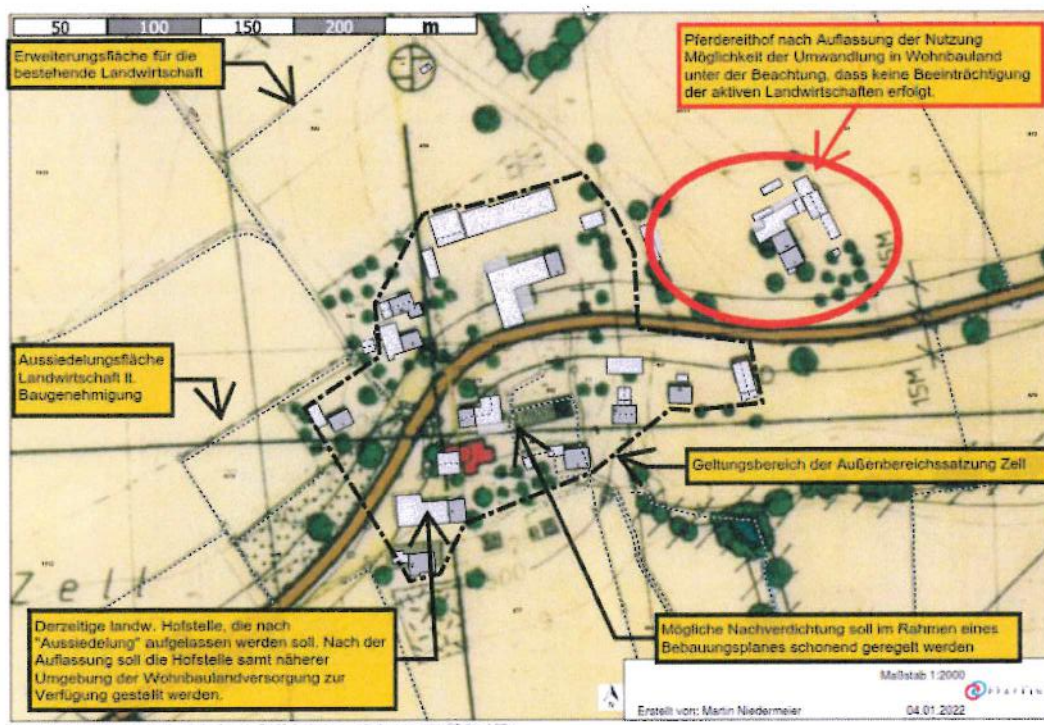 50 100 150 200 m
Erweiterungsfläche für die
bestehende Landwirtschaft
Pferdereithof nach Auflassung der Nutzung
Möglichkeit der Umwandlung in Wohnbauland
unter der Beachtung, dass keine Beeinträchtigung
der aktiven Landwirtschaften erfolgt.
15M
Aussiedelungsfläche
Landwirtschaft lt.
Baugenehmigung
15M
Geltungsbereich der Außenbereichssatzung Zell
Zell
Derzeitige landw. Hofstelle, die nach
"Aussiedelung" aufgelassen werden soll. Nach der
Auflassung soll die Hofstelle samt näherer
Umgebung der Wohnbaulandversorgung zur
Verfügung gestellt werden.
Mögliche Nachverdichtung soll im Rahmen eines
Bebauungsplanes schonend geregelt werden
Maßstab 1:2000
N
Erstellt von: Martin Niedermeier 04.01.2022